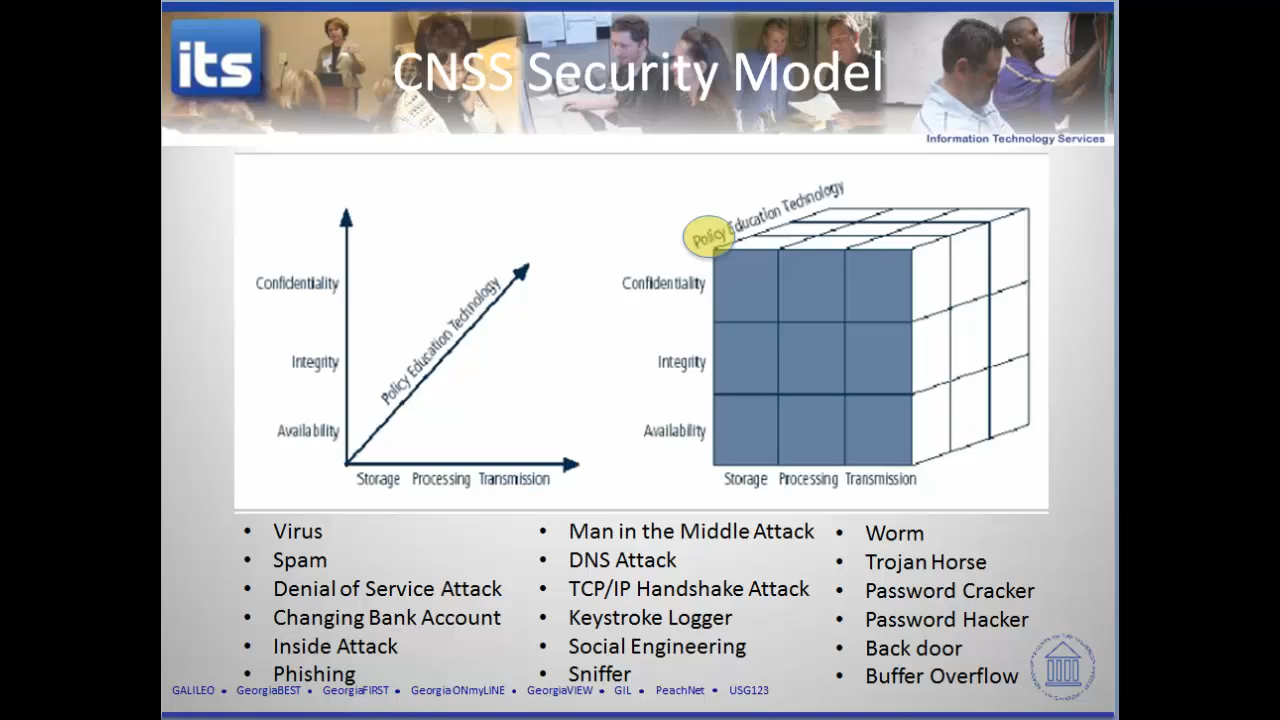 its
CNSS Security Model
Information Technology Services
Confidentiality
Integrity
Availability
Policy Education Technology
Storage Processing Transmission
Policy Education Technology
Confidentiality
Integrity
Availability
Storage Processing Transmission
• Virus
• Spam
• Denial of Service Attack
• Changing Bank Account
• Inside Attack
• Phishing
• Man in the Middle Attack
• DNS Attack
• TCP/IP Handshake Attack
• Keystroke Logger
• Social Engineering
• Sniffer
• Worm
• Trojan Horse
• Password Cracker
• Password Hacker
• Back door
• Buffer Overflow
GALILEO • GeorgiaBEST • GeorgiaFIRST • Georgia ONmyLINE • GeorgiaVIEW • GIL • PeachNet • USG123